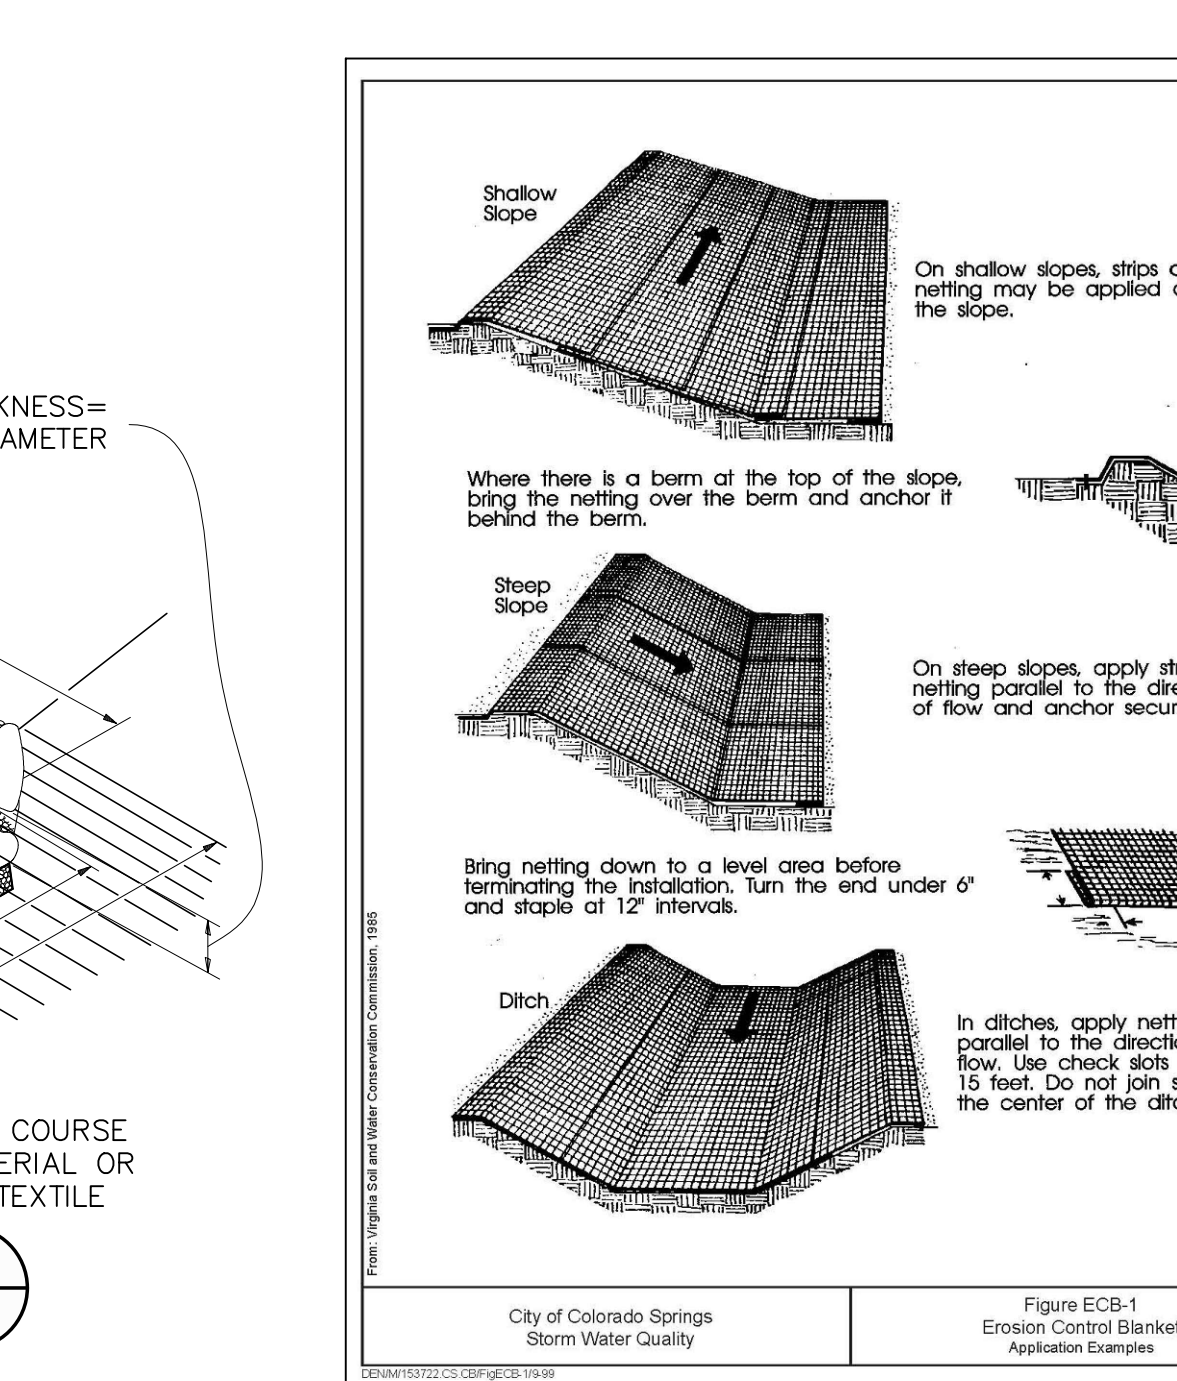 KNESS=
AMETER
COURSE
ERIAL OR
TEXTILE
Shallow
Slope
On shallow slopes, strips
netting may be applied
the slope.
Where there is a berm at the top of the slope,
bring the netting over the berm and anchor it
behind the berm.
Steep
Slope
On steep slopes, apply
netting parallel to the
of flow and anchor
Bring netting down to a level area before
terminating the installation. Turn the end under 6"
and staple at 12" intervals.
Ditch
In ditches, apply
parallel to the
flow. Use check slots
15 feet. Do not join
the center of the
From: Virginia Soil and Water Conservation Commission, 1985
City of Colorado Springs
Storm Water Quality
Figure ECB-1
Erosion Control Blanket
Application Examples
DEN/M/153722.CS.CB/FigECB-1/9-99